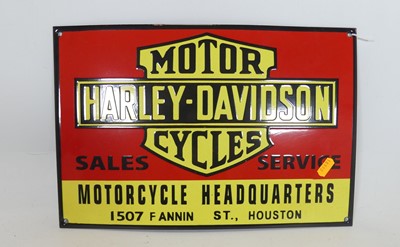 MOTOR
HARLEY-DAVIDSON
CYCLES
SALES SERVICE
MOTORCYCLE HEADQUARTERS
1507 FANNIN ST., HOUSTON